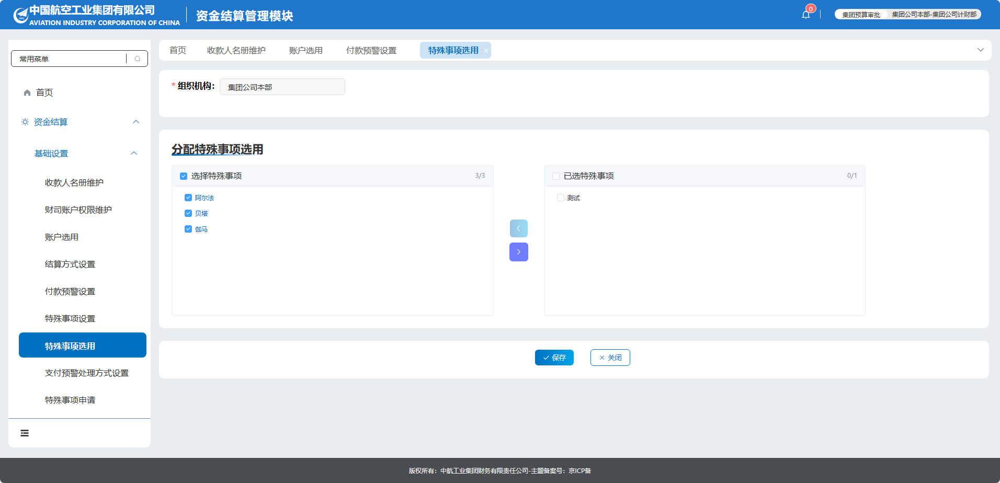 中国航空工业集团有限公司
AVIATION INDUSTRY CORPORATION OF CHINA
资金结算管理模块
0
集团预算审批
集团公司本部-集团公司计财部
常用菜单
首页
资金结算
基础设置
收款人名册维护
财司账户权限维护
账户选用
结算方式设置
付款预警设置
特殊事项设置
特殊事项选用
支付预警处理方式设置
特殊事项申请
首页
收款人名册维护
账户选用
付款预警设置
特殊事项选用
* 组织机构：
集团公司本部
分配特殊事项选用
选择特殊事项
3/3
阿尔法
贝塔
伽马
已选特殊事项
0/1
测试
保存
关闭
版权所有：中航工业集团财务有限责任公司-主题备案号：京ICP备